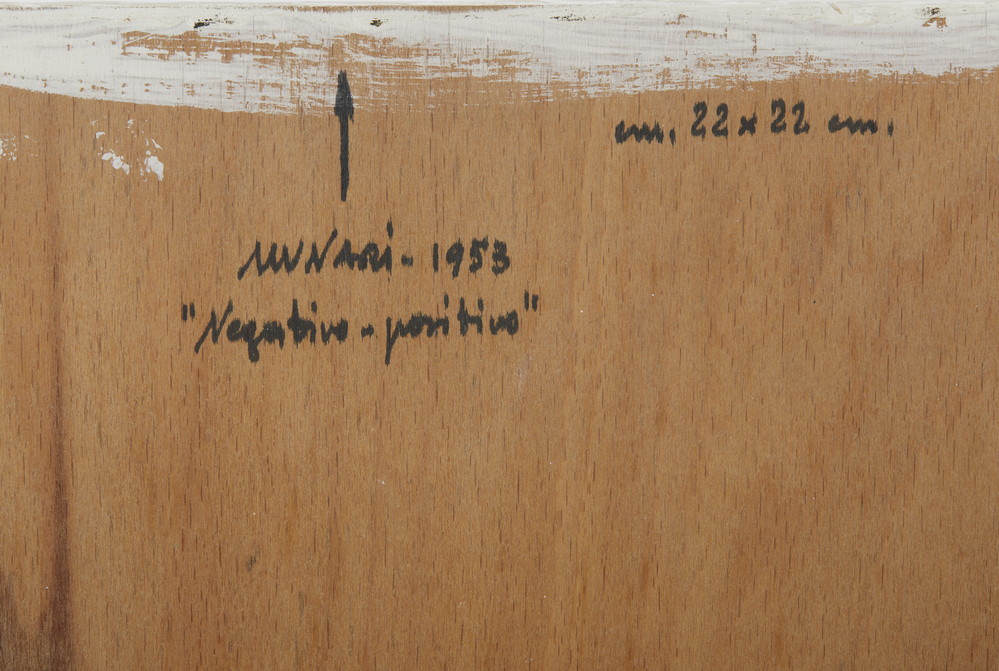 cm. 22 x 22 cm.
MUNARi - 1953
"Negativo - positivo"